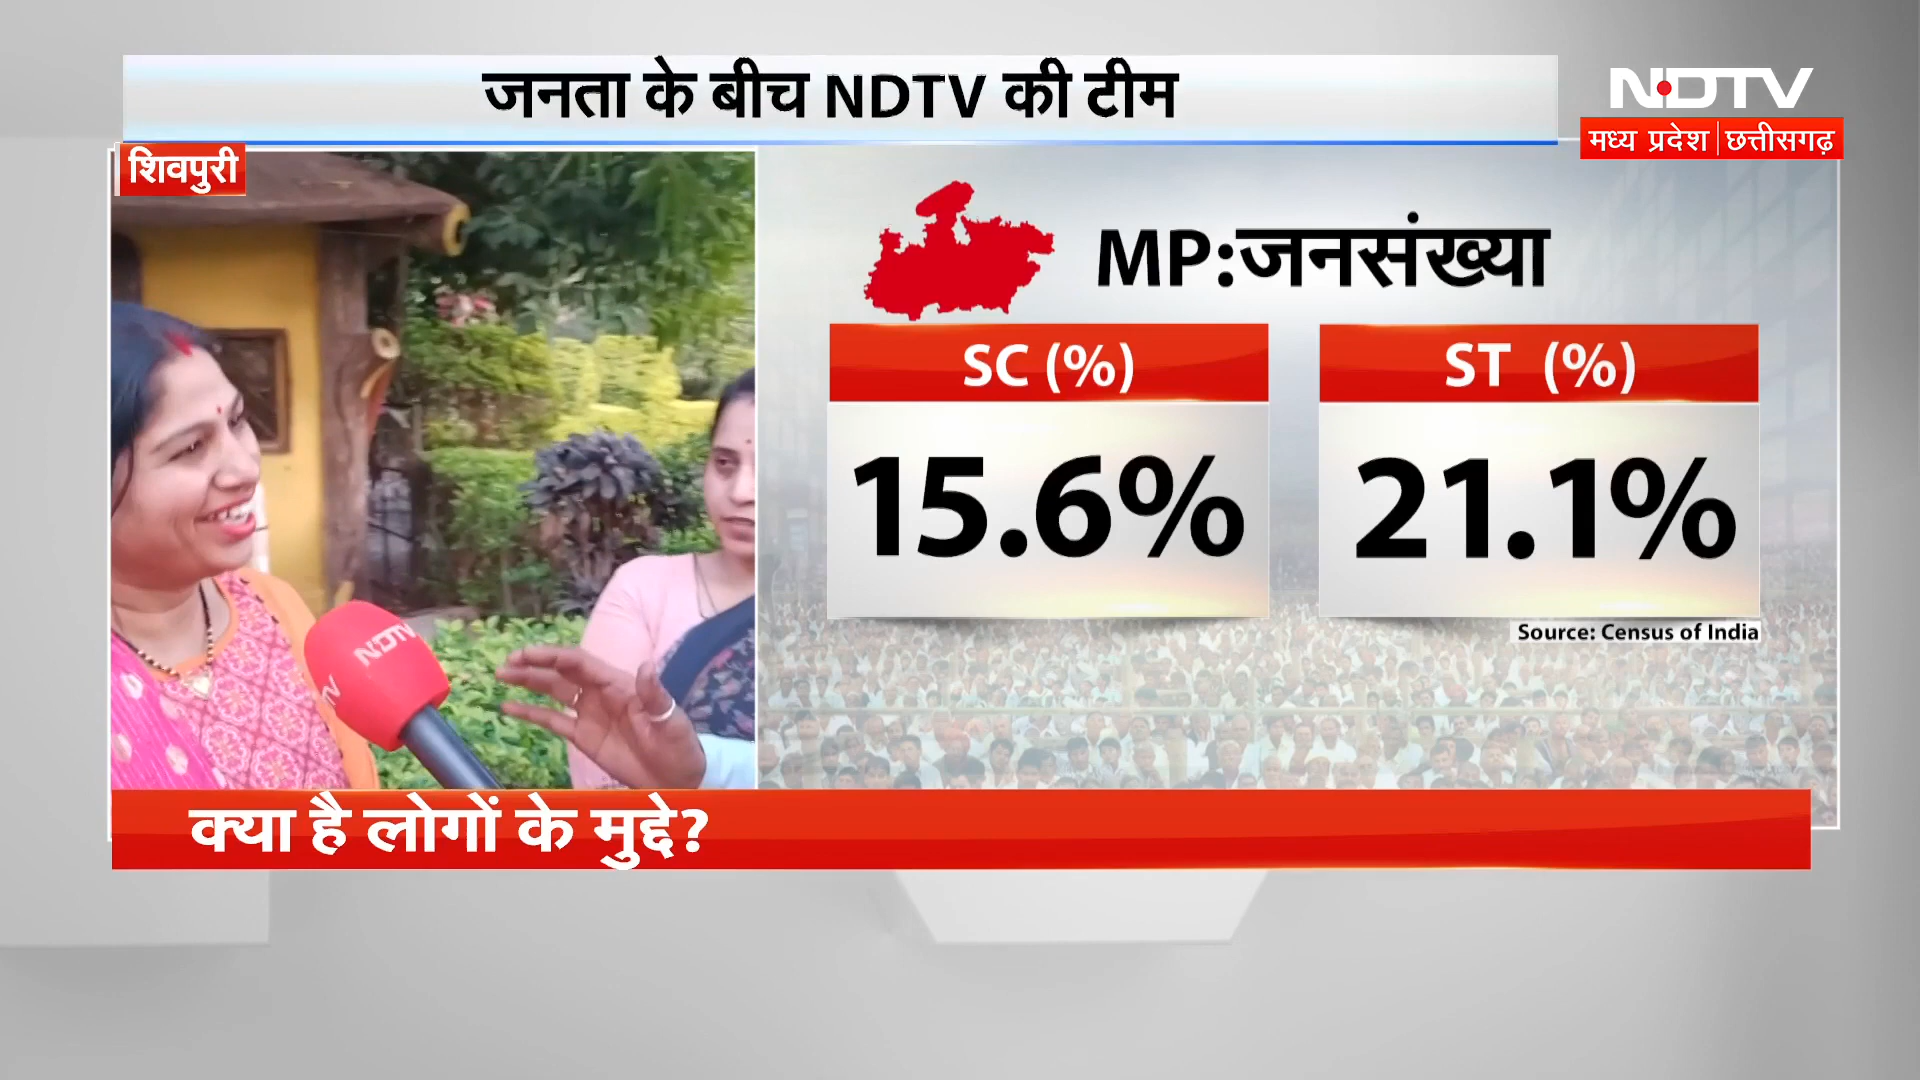 जनता के बीच NDTV की टीम
NDTV
मध्य प्रदेश | छत्तीसगढ़
शिवपुरी
MP:जनसंख्या
SC (%)
ST (%)
15.6%
21.1%
Source: Census of India
NDTV
TV
क्या है लोगों के मुद्दे?